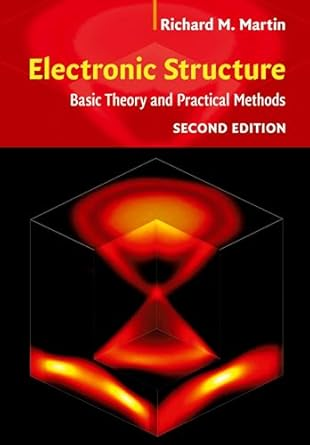 Richard M. Martin
Electronic Structure
Basic Theory and Practical Methods
SECOND EDITION